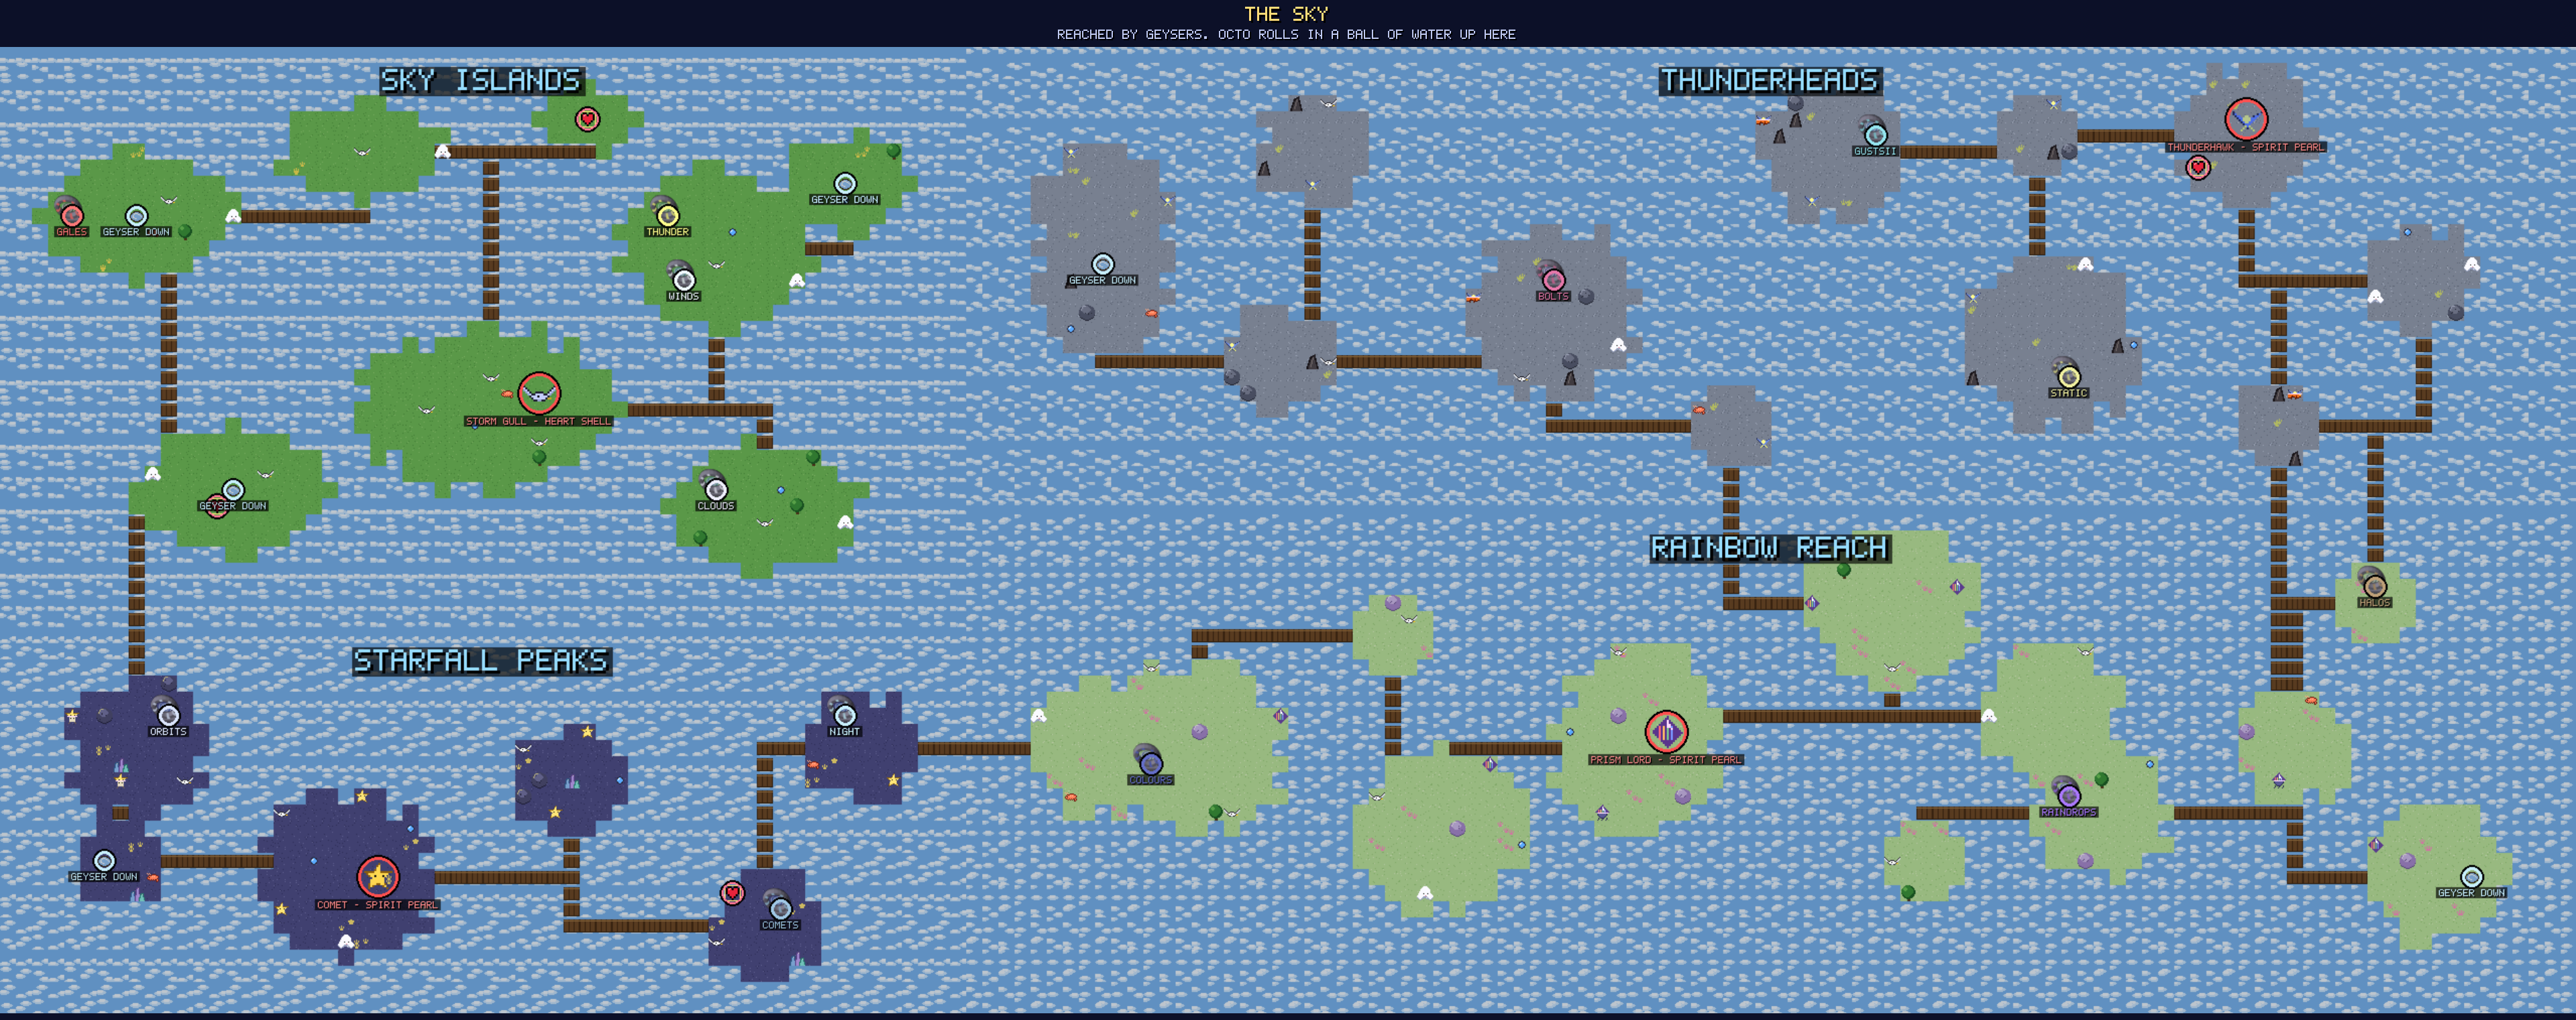 THE SKY
REACHED BY GEYSERS. OCTO ROLLS IN A BALL OF WATER UP HERE
SKY ISLANDS
THUNDERHEADS
GUSTSII
THUNDERHAWK - SPIRIT PEARL
GEYSER DOWN
GALES
GEYSER DOWN
THUNDER
WINDS
GEYSER DOWN
BOLTS
STATIC
STORM GULL - HEART SHELL
GEYSER DOWN
CLOUDS
RAINBOW REACH
HALOS
STARFALL PEAKS
ORBITS
NIGHT
COLOURS
PRISM LORD - SPIRIT PEARL
RAINDROPS
GEYSER DOWN
COMET - SPIRIT PEARL
COMETS
GEYSER DOWN